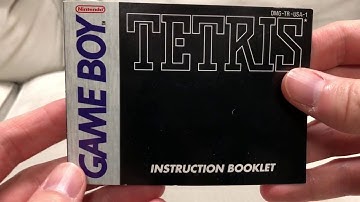 Nintendo
GAME BOY
DMG-TR-USA-1
TETRIS
INSTRUCTION BOOKLET